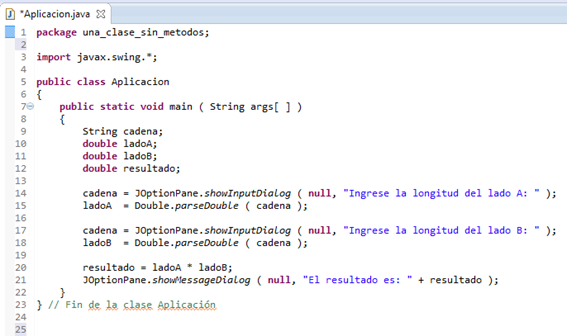 *Aplicacion.java
1 package una_clase_sin_metodos;
2
3 import javax.swing.*;
4
5 public class Aplicacion
6 {
7 public static void main ( String args[ ] )
8 {
9 String cadena;
10 double ladoA;
11 double ladoB;
12 double resultado;
13
14 cadena = JOptionPane.showInputDialog ( null, "Ingrese la longitud del lado A: " );
15 ladoA = Double.parseDouble ( cadena );
16
17 cadena = JOptionPane.showInputDialog ( null, "Ingrese la longitud del lado B: " );
18 ladoB = Double.parseDouble ( cadena );
19
20 resultado = ladoA * ladoB;
21 JOptionPane.showMessageDialog ( null, "El resultado es: " + resultado );
22 }
23 } // Fin de la clase Aplicación
24
25